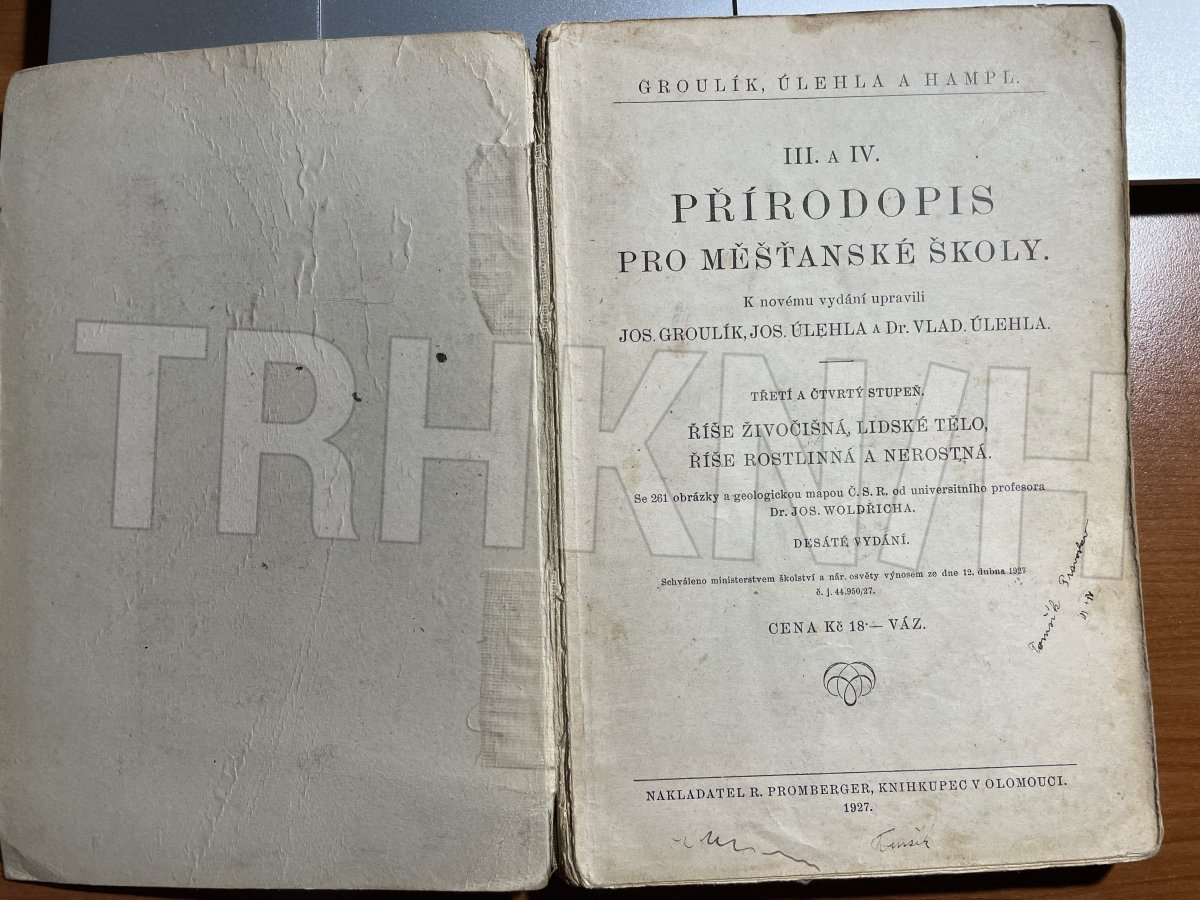 GROULÍK, ÚLEHLA A HAMPL.
III. A IV.
PŘÍRODOPIS
PRO MĚŠŤANSKÉ ŠKOLY.
K novému vydání upravili
JOS. GROULÍK, JOS. ÚLEHLA A Dr. VLAD. ÚLEHLA.
TŘETÍ A ČTVRTÝ STUPEŇ.
ŘÍŠE ŽIVOČIŠNÁ, LIDSKÉ TĚLO,
ŘÍŠE ROSTLINNÁ A NEROSTNÁ.
Se 261 obrázky a geologickou mapou Č. S. R. od universitního profesora
Dr. JOS. WOLDŘICHA.
DESÁTÉ VYDÁNÍ.
Schváleno ministerstvem školství a nár. osvěty výnosem ze dne 12. dubna 1927
č. j. 44.950/27.
CENA Kč 18·— VÁZ.
NAKLADATEL R. PROMBERGER, KNIHKUPEC V OLOMOUCI.
1927.
TRHKNIH